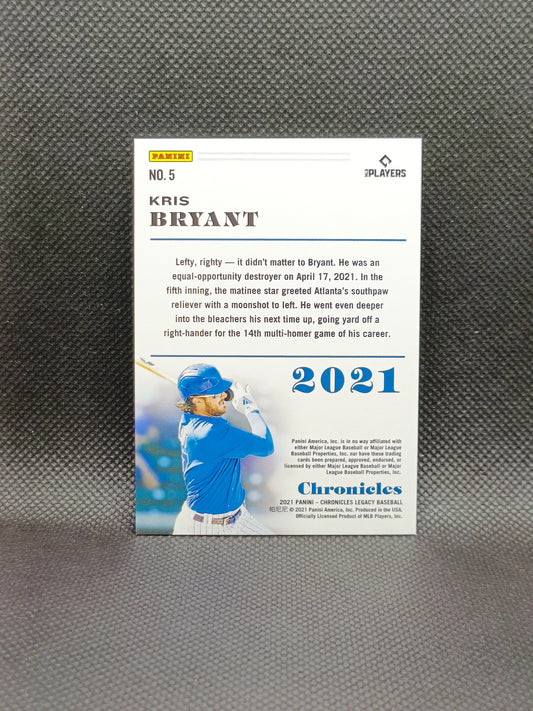 PANINI
NO. 5
MLB PLAYERS
KRIS
BRYANT
Lefty, righty — it didn't matter to Bryant. He was an
equal-opportunity destroyer on April 17, 2021. In the
fifth inning, the matinee star greeted Atlanta's southpaw
reliever with a moonshot to left. He went even deeper
into the bleachers his next time up, going yard off a
right-hander for the 14th multi-homer game of his career.
2021
Panini America, Inc. is in no way affiliated with
either Major League Baseball or Major League
Baseball Properties, Inc. nor have these trading
cards been prepared, approved, endorsed, or
licensed by either Major League Baseball or Major
League Baseball Properties, Inc.
Chronicles
2021 PANINI – CHRONICLES LEGACY BASEBALL
帕尼尼 © 2021 Panini America, Inc. Produced in the USA.
Officially Licensed Product of MLB Players, Inc.